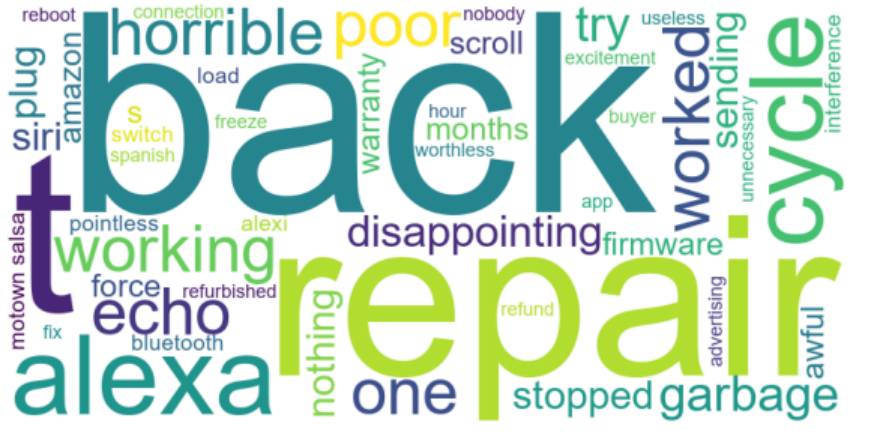 reboot
connection
nobody
useless
horrible
poor
scroll
try
excitement
plug
amazon
back
load
warranty
worked
sending
cycle
interference
siri
s
switch
spanish
freeze
hour
months
worthless
buyer
unnecessary
app
t
pointless
alexi
disappointing
firmware
working
repair
motown salsa
force
refurbished
echo
nothing
refund
advertising
awful
fix
bluetooth
alexa
one
stopped
garbage